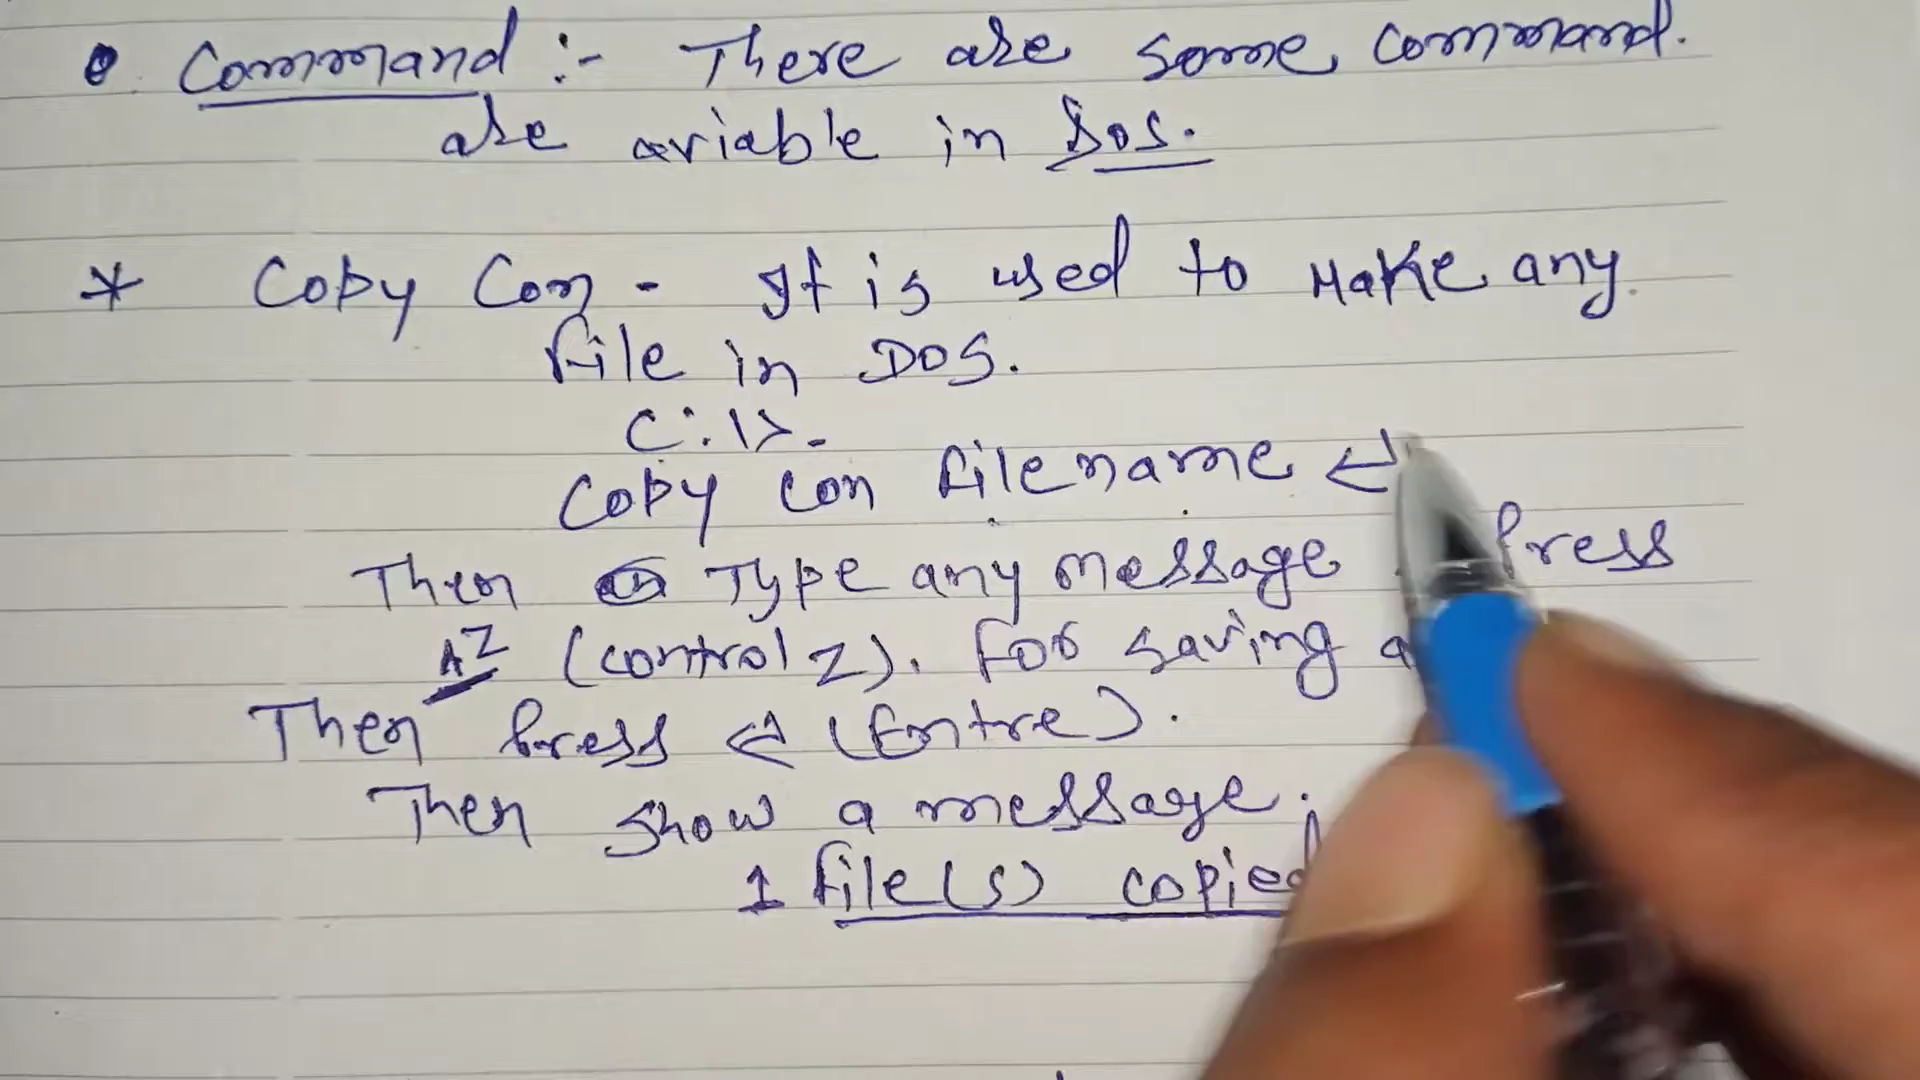 Command :- There are some command.
are avriable in Dos.
* Copy Con - It is used to Make any
file in DOS.
C:\>.
Copy con filename ↵
Then Type any message Press
^Z (control z). For saving
Then Press ↵ (Entre).
Then show a message.
1 file(s) copied